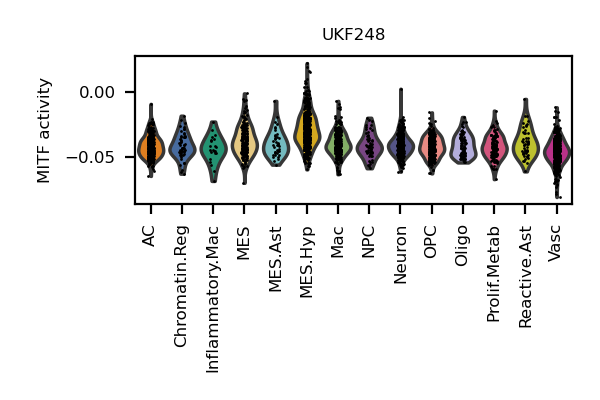 UKF248
MITF activity
0.00
−0.05
AC
Chromatin.Reg
Inflammatory.Mac
MES
MES.Ast
MES.Hyp
Mac
NPC
Neuron
OPC
Oligo
Prolif.Metab
Reactive.Ast
Vasc